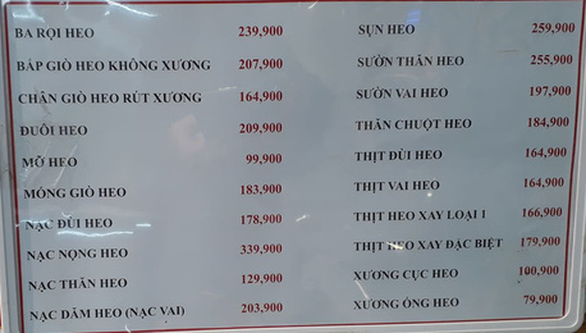 BA RỌI HEO 239,900
BẮP GIÒ HEO KHÔNG XƯƠNG 207,900
CHÂN GIÒ HEO RÚT XƯƠNG 164,900
ĐUÔI HEO 209,900
MỠ HEO 99,900
MÓNG GIÒ HEO 183,900
NẠC ĐÙI HEO 178,900
NẠC NỌNG HEO 339,900
NẠC THĂN HEO 129,900
NẠC DĂM HEO (NẠC VAI) 203,900
SỤN HEO 259,900
SƯỜN THĂN HEO 255,900
SƯỜN VAI HEO 197,900
THĂN CHUỘT HEO 184,900
THỊT ĐÙI HEO 164,900
THỊT VAI HEO 164,900
THỊT HEO XAY LOẠI 1 166,900
THỊT HEO XAY ĐẶC BIỆT 179,900
XƯƠNG CỤC HEO 100,900
XƯƠNG ỐNG HEO 79,900